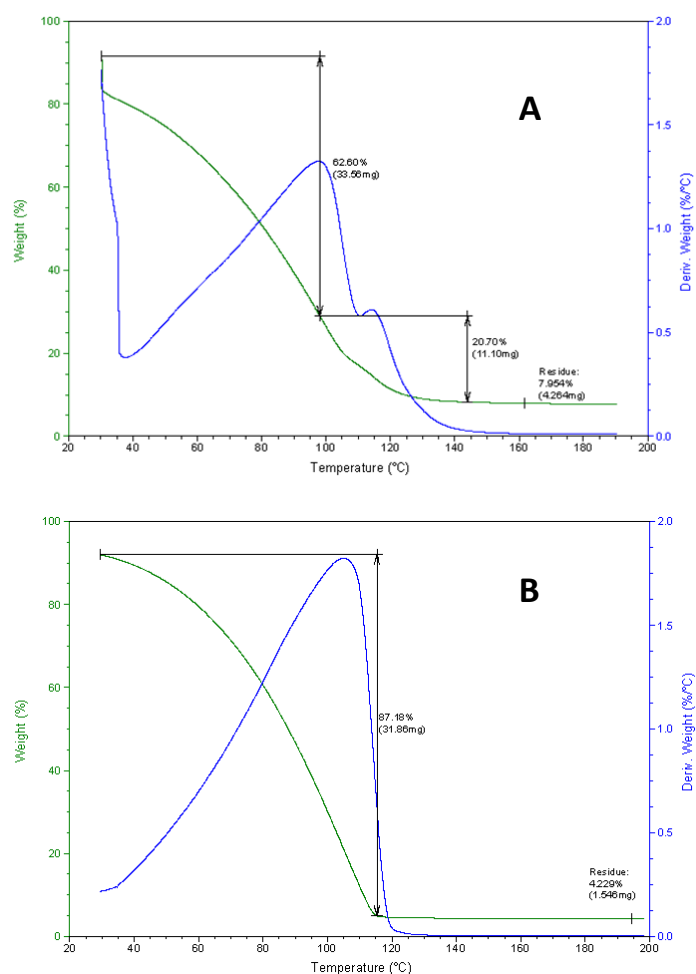 A
62.60%
(33.56mg)
20.70%
(11.10mg)
Residue:
7.954%
(4.264mg)
Weight (%)
Deriv. Weight (%/°C)
100
80
60
40
20
0
2.0
1.5
1.0
0.5
0.0
20 40 60 80 100 120 140 160 180 200
Temperature (°C)
B
87.18%
(31.86mg)
Residue:
4.229%
(1.546mg)
Weight (%)
Deriv. Weight (%/°C)
100
80
60
40
20
0
2.0
1.5
1.0
0.5
0.0
20 40 60 80 100 120 140 160 180 200
Temperature (°C)